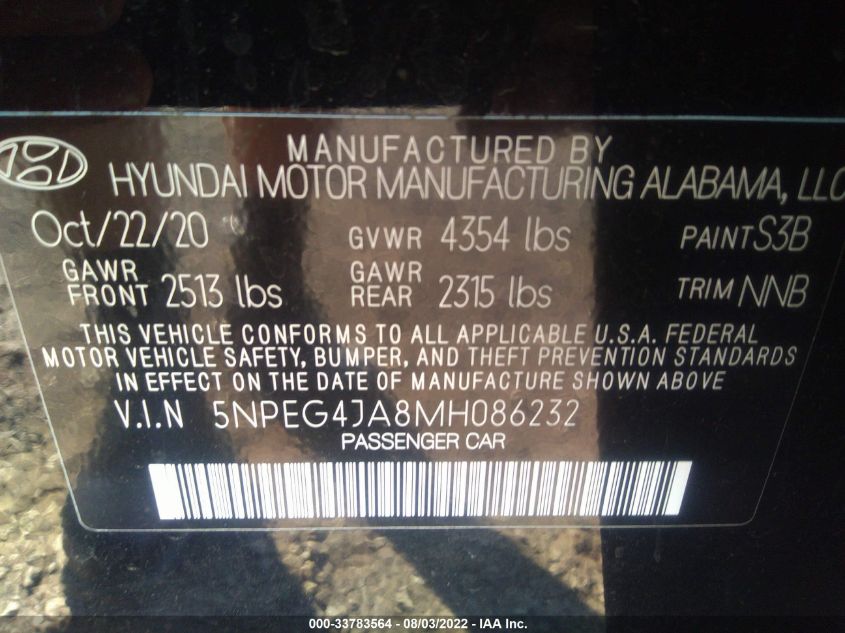 MANUFACTURED BY
HYUNDAI MOTOR MANUFACTURING ALABAMA, LLC
Oct/22/20 GVWR 4354 lbs PAINT S3B
GAWR FRONT 2513 lbs GAWR REAR 2315 lbs TRIM NNB
THIS VEHICLE CONFORMS TO ALL APPLICABLE U.S.A. FEDERAL
MOTOR VEHICLE SAFETY, BUMPER, AND THEFT PREVENTION STANDARDS
IN EFFECT ON THE DATE OF MANUFACTURE SHOWN ABOVE
V.I.N 5NPEG4JA8MH086232
PASSENGER CAR
000-33783564 - 08/03/2022 - IAA Inc.